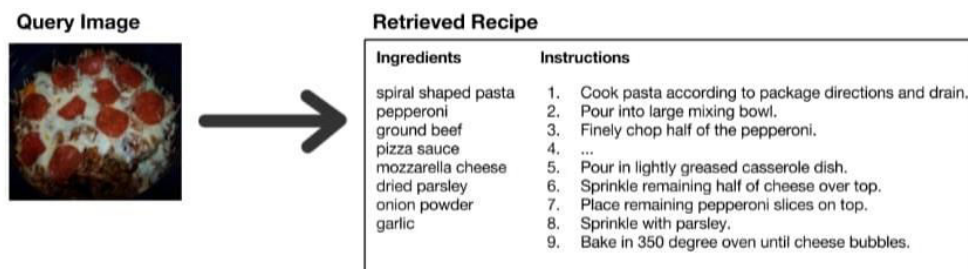 Query Image
Retrieved Recipe
Ingredients
spiral shaped pasta
pepperoni
ground beef
pizza sauce
mozzarella cheese
dried parsley
onion powder
garlic
Instructions
1. Cook pasta according to package directions and drain.
2. Pour into large mixing bowl.
3. Finely chop half of the pepperoni.
4. ...
5. Pour in lightly greased casserole dish.
6. Sprinkle remaining half of cheese over top.
7. Place remaining pepperoni slices on top.
8. Sprinkle with parsley.
9. Bake in 350 degree oven until cheese bubbles.